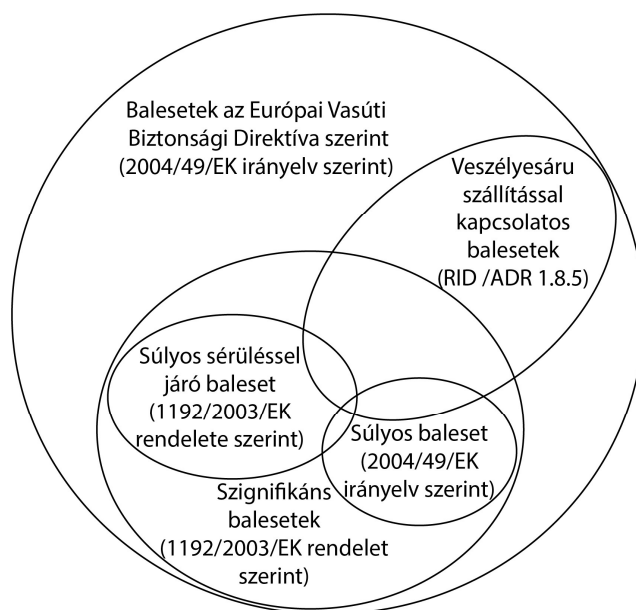 Balesetek az Európai Vasúti
Biztonsági Direktíva szerint
(2004/49/EK irányelv szerint)
Veszélyesáru
szállítással
kapcsolatos
balesetek
(RID /ADR 1.8.5)
Súlyos sérüléssel
járó baleset
(1192/2003/EK
rendelete szerint)
Súlyos baleset
(2004/49/EK
irányelv szerint)
Szignifikáns
balesetek
(1192/2003/EK rendelet
szerint)